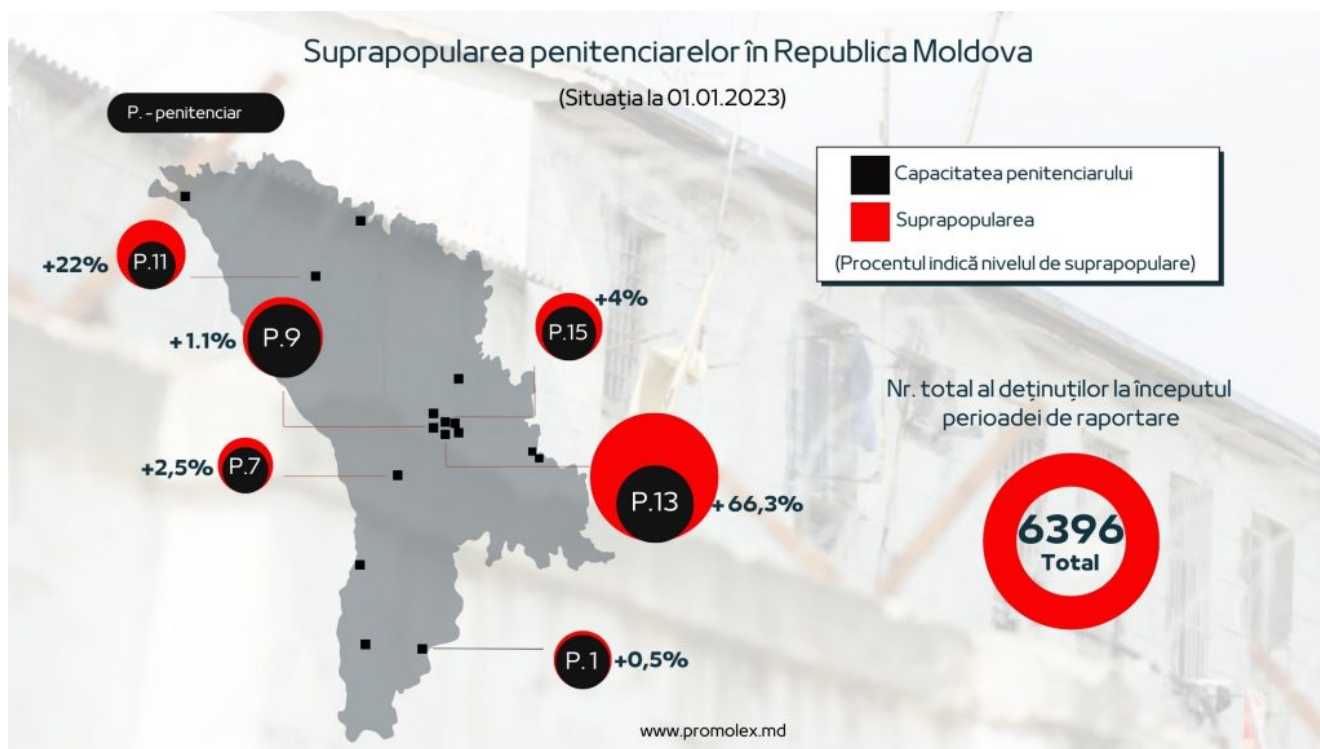 Suprapopularea penitenciarelor în Republica Moldova
(Situația la 01.01.2023)
P. - penitenciar
Capacitatea penitenciarului
Suprapopularea
(Procentul indică nivelul de suprapopulare)
P.11
+22%
P.9
+1.1%
P.15
+4%
P.7
+2,5%
P.13
+66,3%
P.1
+0,5%
Nr. total al deținuților la începutul
perioadei de raportare
6396
Total
www.promolex.md